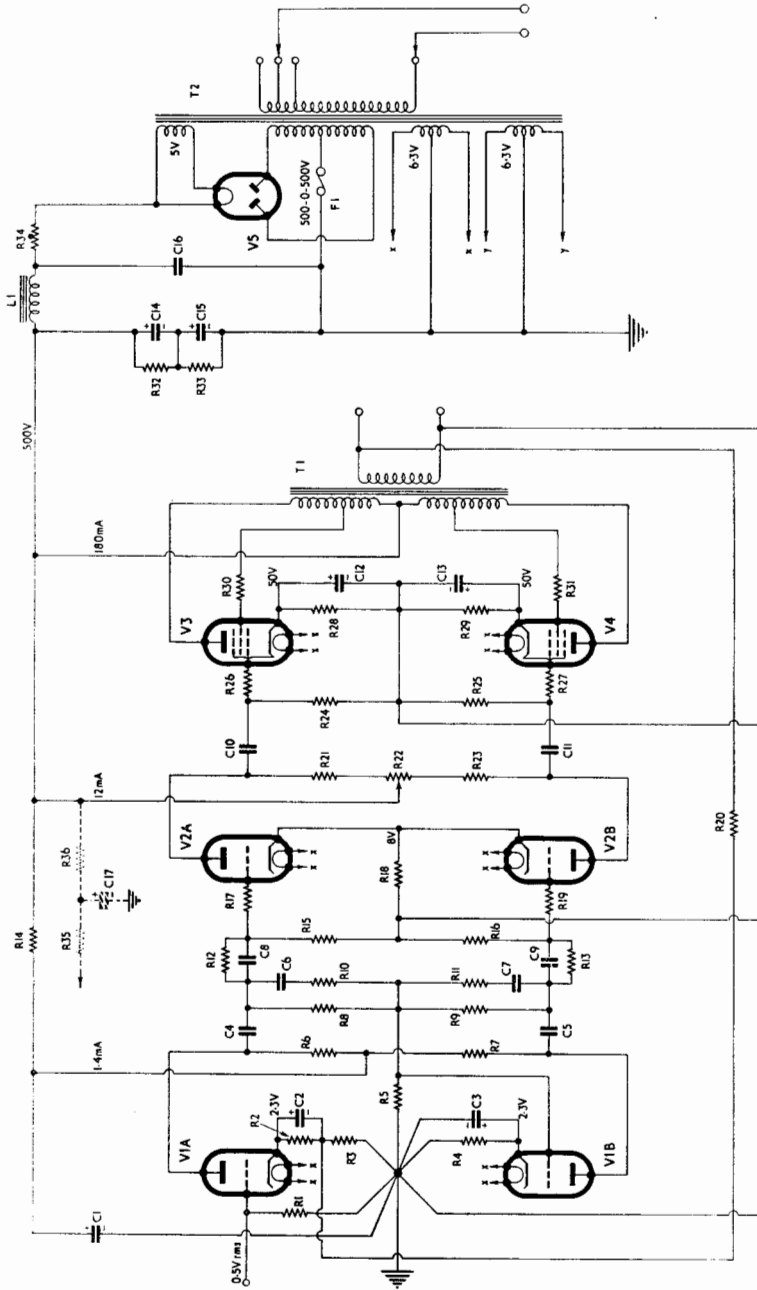 C1
R14
500V
L1
R34
R35
C17
R36
1·4mA
12mA
180mA
R32
C14
R33
C15
C16
V5
5V
T2
500-0-500V
F1
6·3V
6·3V
x
x
y
y
V1A
0·5V rms
R1
x
x
R2
2·3V
C2
R3
C4
R6
R8
C6
R10
R12
C8
R15
R17
V2A
x
x
R5
R18
8V
R21
R22
R23
C10
R24
R26
V3
x
x
R30
50V
R28
C12
T1
R4
C3
2·3V
x
x
V1B
R7
C5
R9
R11
C7
R16
C9
R13
R19
x
x
V2B
C11
R25
R27
R29
C13
50V
x
x
V4
R31
R20